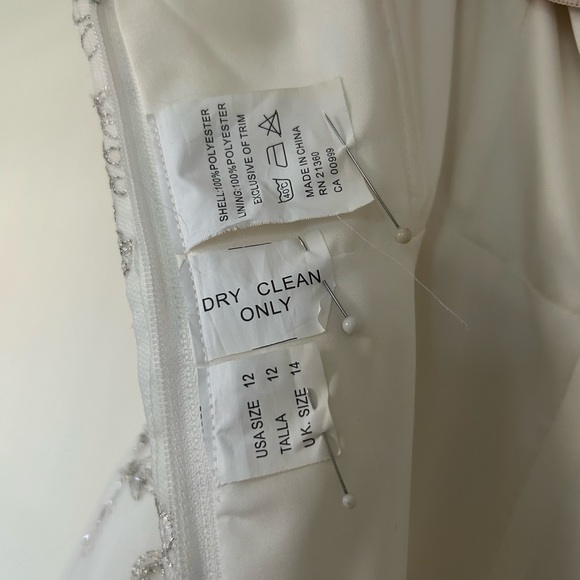 SHELL:100%POLYESTER
LINING:100%POLYESTER
EXCLUSIVE OF TRIM
40°C
MADE IN CHINA
RN 21360
CA 00999
DRY CLEAN
ONLY
USA SIZE 12
TALLA 12
U.K. SIZE 14